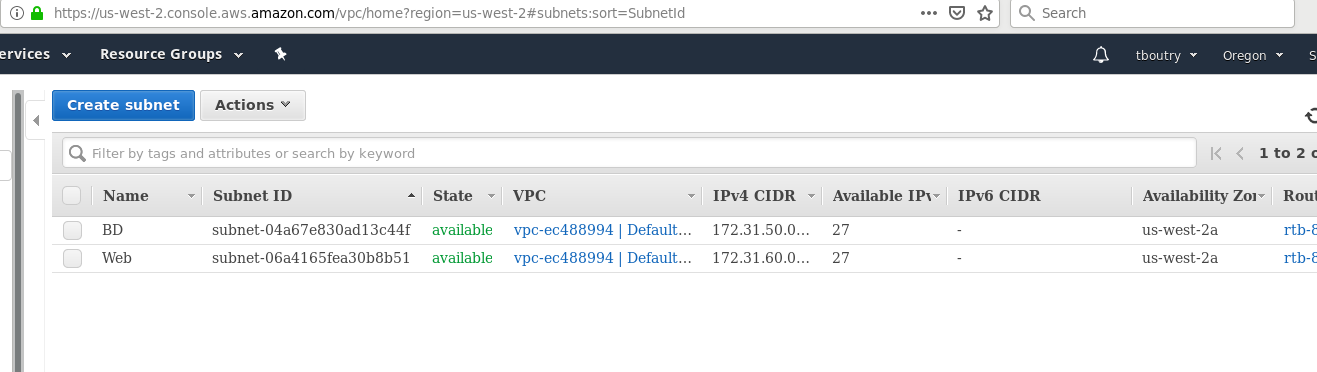 https://us-west-2.console.aws.amazon.com/vpc/home?region=us-west-2#subnets:sort=SubnetId Search
ervices Resource Groups tboutry Oregon S
Create subnet Actions
Filter by tags and attributes or search by keyword 1 to 2 o
Name Subnet ID State VPC IPv4 CIDR Available IPv IPv6 CIDR Availability Zon Rout
BD subnet-04a67e830ad13c44f available vpc-ec488994 | Default... 172.31.50.0... 27 - us-west-2a rtb-8
Web subnet-06a4165fea30b8b51 available vpc-ec488994 | Default... 172.31.60.0... 27 - us-west-2a rtb-8